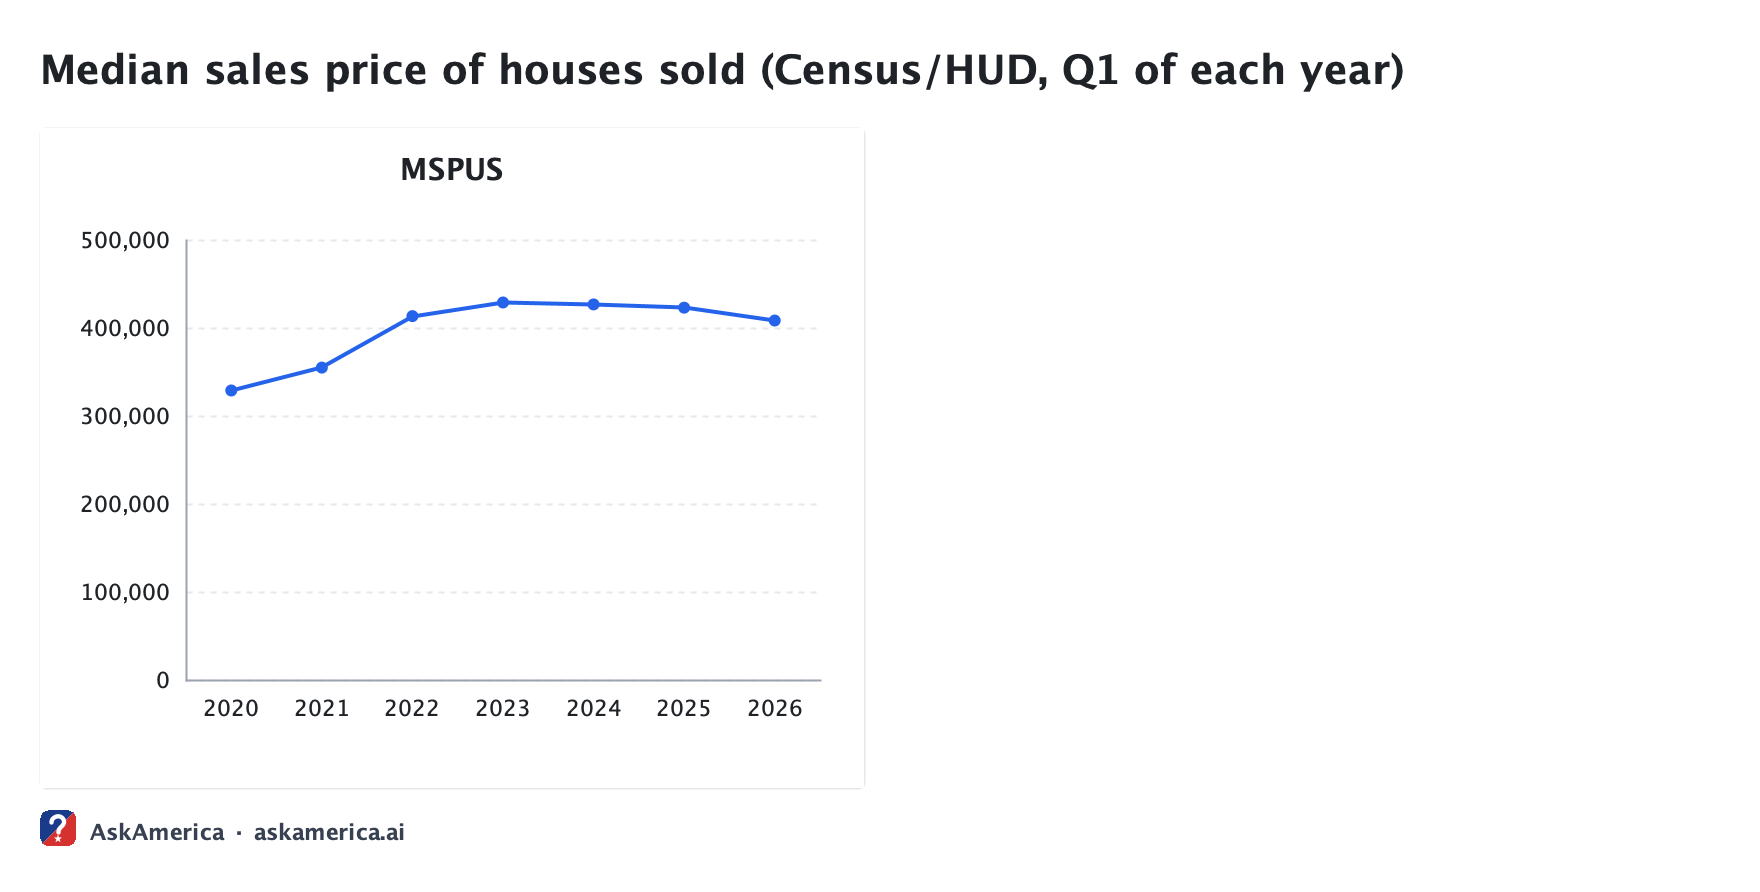 Median sales price of houses sold (Census/HUD, Q1 of each year)
MSPUS
500,000
400,000
300,000
200,000
100,000
0
2020 2021 2022 2023 2024 2025 2026
AskAmerica · askamerica.ai